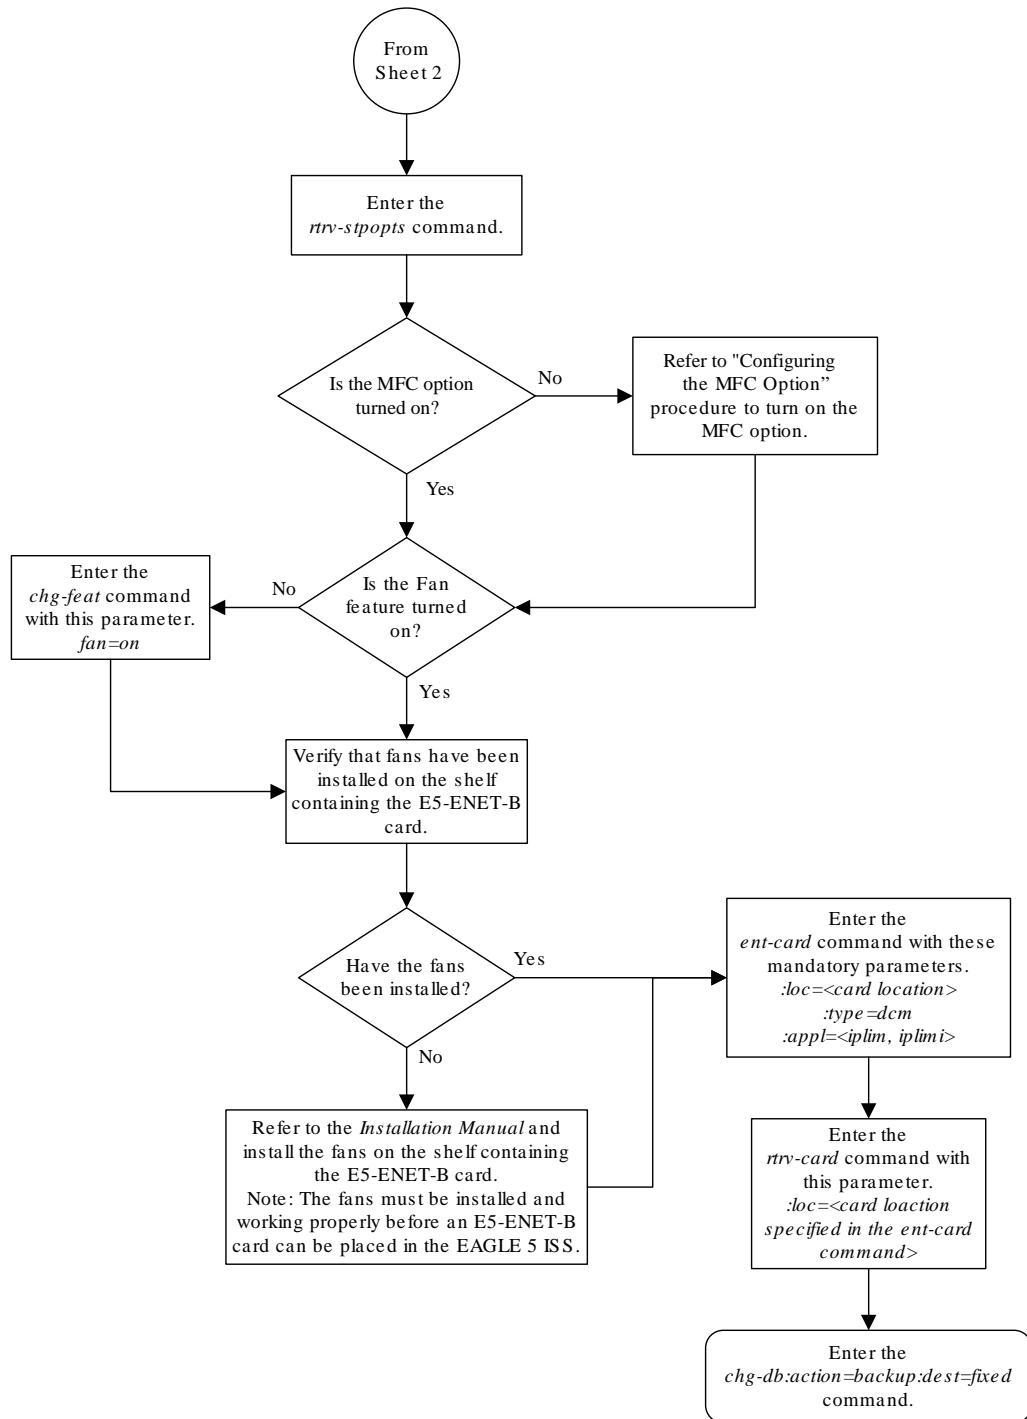 From
Sheet 2
Enter the
rtrv-stpopts command.
Is the MFC option
turned on?
No
Refer to "Configuring
the MFC Option”
procedure to turn on the
MFC option.
Yes
Enter the
chg-feat command
with this parameter.
fan=on
No
Is the Fan
feature turned
on?
Yes
Verify that fans have been
installed on the shelf
containing the E5-ENET-B
card.
Have the fans
been installed?
Yes
Enter the
ent-card command with these
mandatory parameters.
:loc=<card location>
:type=dcm
:appl=<iplim, iplimi>
No
Refer to the Installation Manual and
install the fans on the shelf containing
the E5-ENET-B card.
Note: The fans must be installed and
working properly before an E5-ENET-B
card can be placed in the EAGLE 5 ISS.
Enter the
rtrv-card command with
this parameter.
:loc=<card loaction
specified in the ent-card
command>
Enter the
chg-db:action=backup:dest=fixed
command.